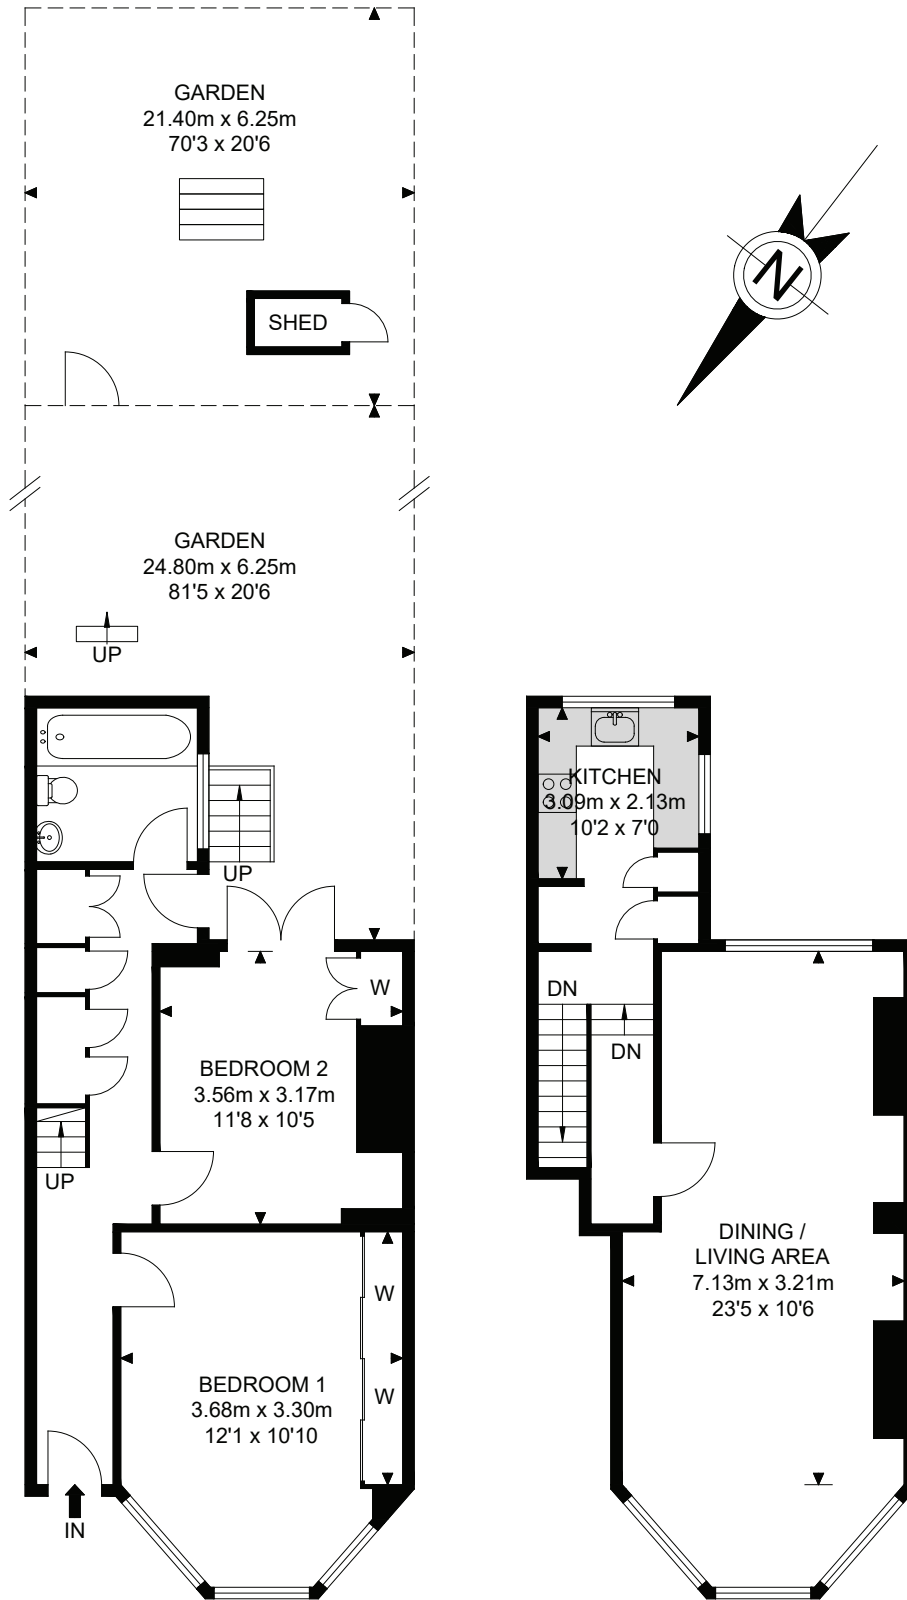 GARDEN
21.40m x 6.25m
70'3 x 20'6
SHED
N
GARDEN
24.80m x 6.25m
81'5 x 20'6
UP
UP
KITCHEN
3.09m x 2.13m
10'2 x 7'0
W
DN
DN
BEDROOM 2
3.56m x 3.17m
11'8 x 10'5
UP
DINING /
LIVING AREA
7.13m x 3.21m
23'5 x 10'6
W
BEDROOM 1
3.68m x 3.30m
12'1 x 10'10
W
IN